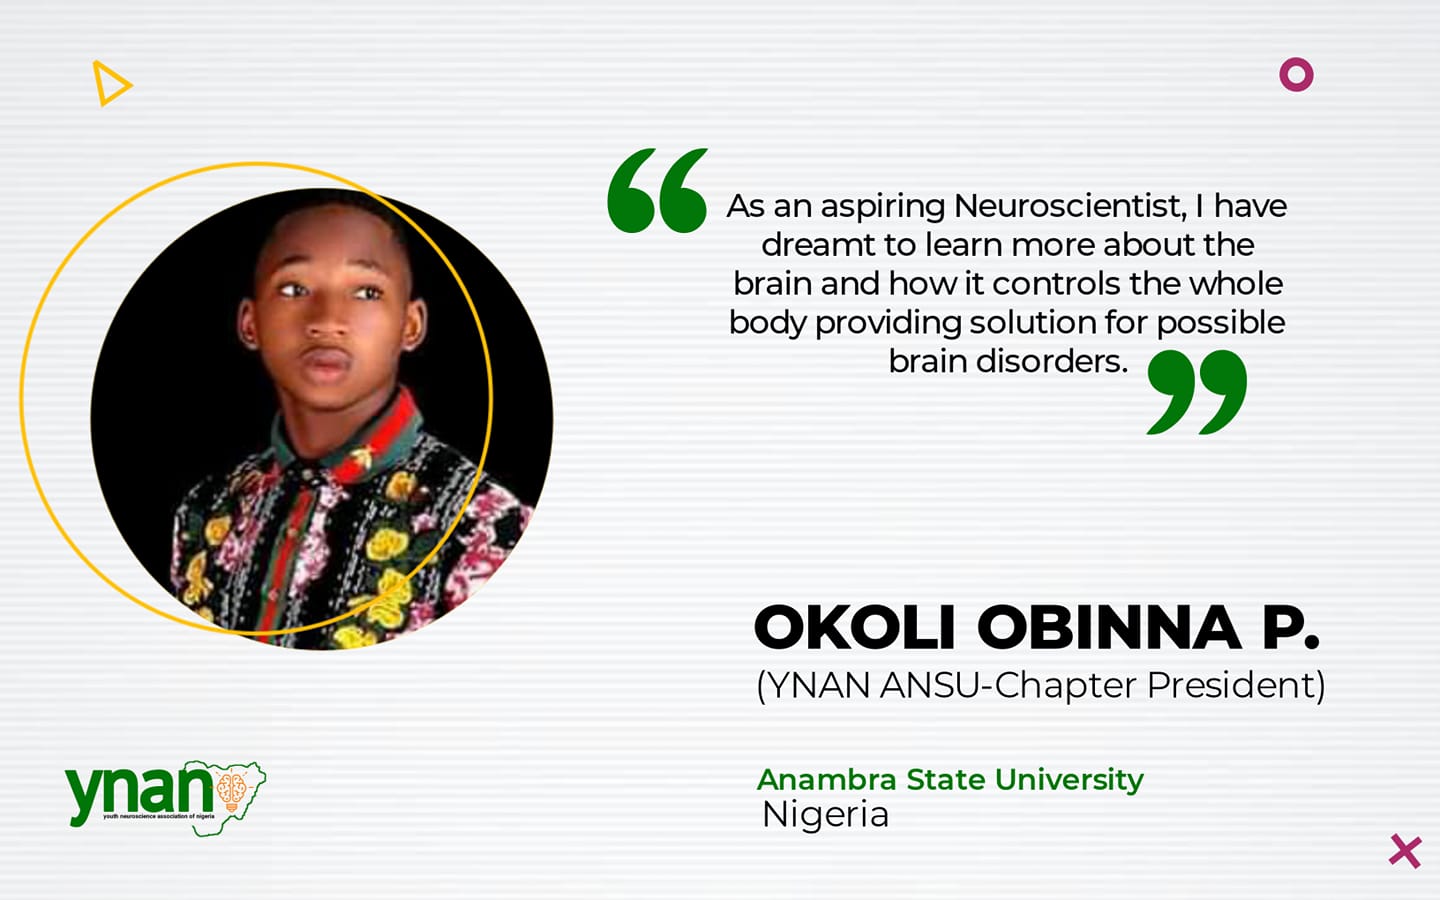 As an aspiring Neuroscientist, I have
dreamt to learn more about the
brain and how it controls the whole
body providing solution for possible
brain disorders.
OKOLI OBINNA P.
(YNAN ANSU-Chapter President)
Anambra State University
Nigeria
ynan
youth neuroscience association of nigeria